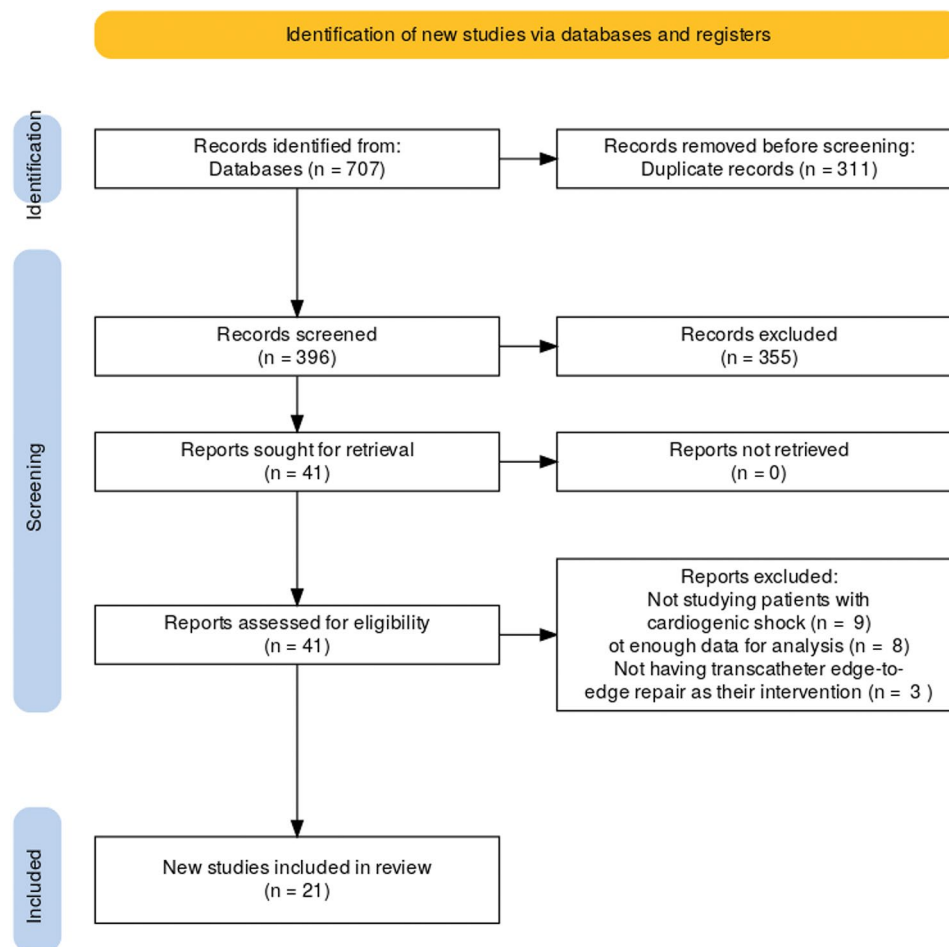 Identification of new studies via databases and registers
Identification
Records identified from:
Databases (n = 707)
Records removed before screening:
Duplicate records (n = 311)
Screening
Records screened
(n = 396)
Records excluded
(n = 355)
Reports sought for retrieval
(n = 41)
Reports not retrieved
(n = 0)
Reports assessed for eligibility
(n = 41)
Reports excluded:
Not studying patients with
cardiogenic shock (n = 9)
ot enough data for analysis (n = 8)
Not having transcatheter edge-to-
edge repair as their intervention (n = 3 )
Included
New studies included in review
(n = 21)